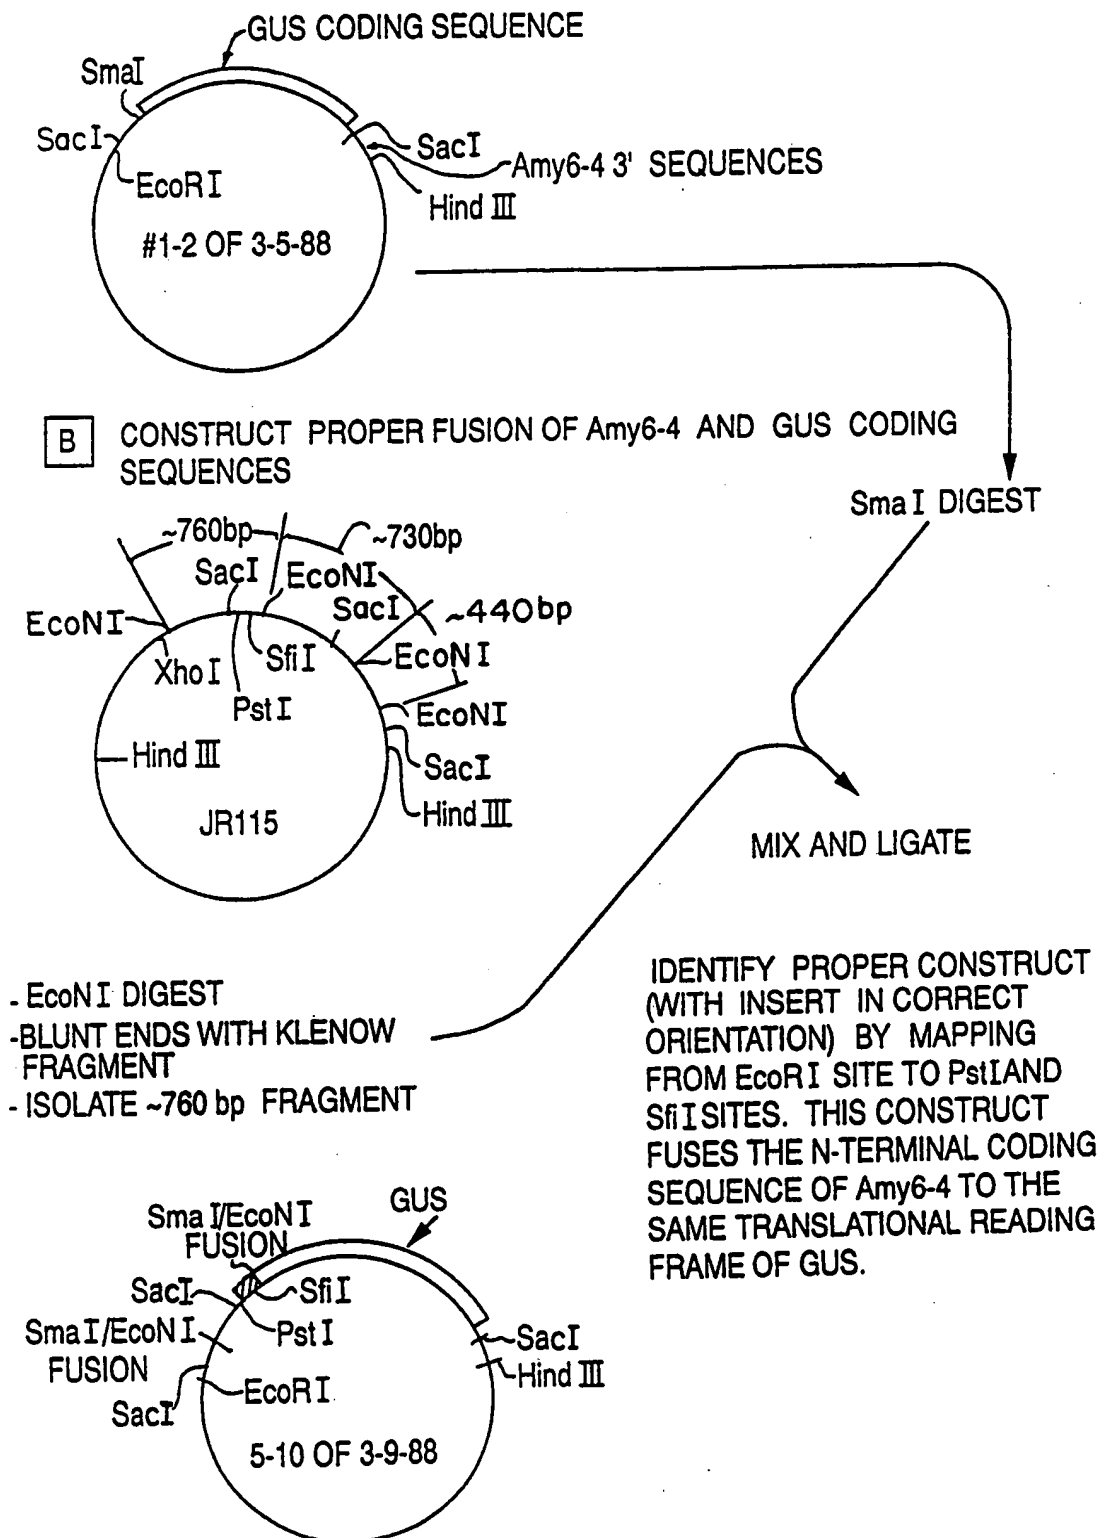 GUS CODING SEQUENCE
SmaI
SacI
SacI
EcoRI
Amy6-4 3' SEQUENCES
Hind III
#1-2 OF 3-5-88
B
CONSTRUCT PROPER FUSION OF Amy6-4 AND GUS CODING
SEQUENCES
SmaI DIGEST
~760bp
~730bp
SacI
EcoNI
SacI
~440bp
EcoNI
XhoI
SfiI
EcoNI
PstI
EcoNI
Hind III
SacI
JR115
Hind III
MIX AND LIGATE
- EcoNI DIGEST
-BLUNT ENDS WITH KLENOW
FRAGMENT
- ISOLATE ~760 bp FRAGMENT
IDENTIFY PROPER CONSTRUCT
(WITH INSERT IN CORRECT
ORIENTATION) BY MAPPING
FROM EcoRI SITE TO PstIAND
SfiISITES. THIS CONSTRUCT
FUSES THE N-TERMINAL CODING
SEQUENCE OF Amy6-4 TO THE
SAME TRANSLATIONAL READING
FRAME OF GUS.
GUS
SmaI/EcoNI
FUSION
SacI
SfiI
PstI
SmaI/EcoNI
FUSION
SacI
Hind III
EcoRI
SacI
5-10 OF 3-9-88